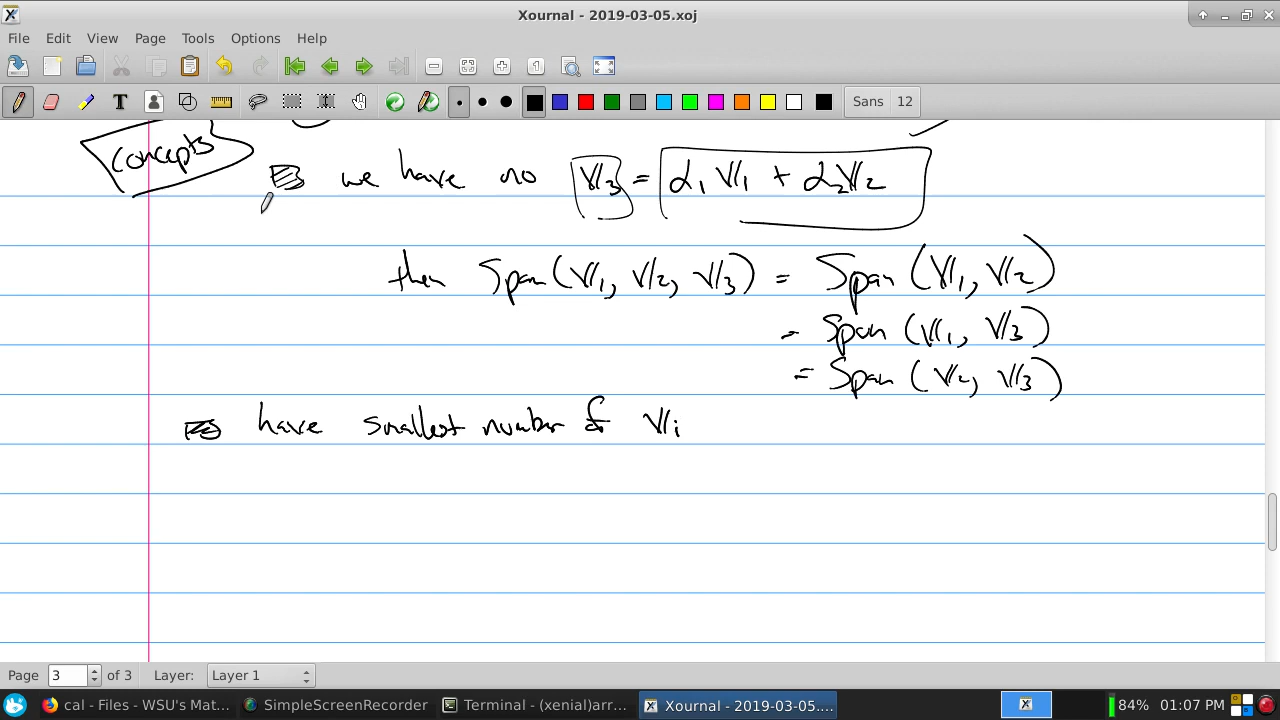 Xournal - 2019-03-05.xoj
File Edit View Page Tools Options Help
Sans 12
concepts
we have no V3 = α1 V1 + α2 V2
then Span(V1, V2, V3) = Span(V1, V2)
= Span(V1, V3)
= Span(V2, V3)
have smallest number of Vi
Page 3 of 3 Layer: Layer 1
cal - Files - WSU's Mat... SimpleScreenRecorder Terminal - (xenial)arr... Xournal - 2019-03-05.... 84% 01:07 PM